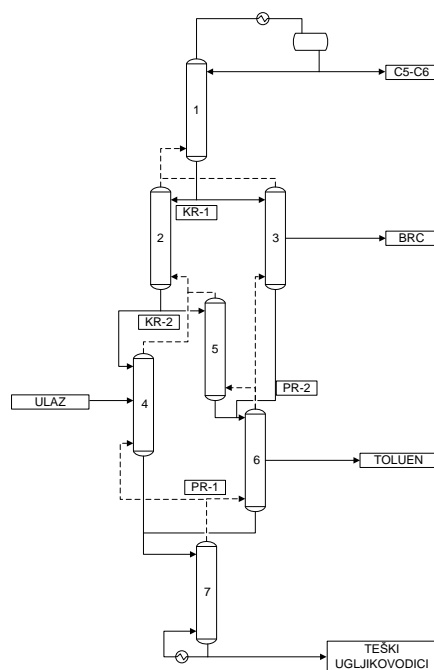 C5-C6
1
KR-1
2
3
BRC
KR-2
5
PR-2
4
ULAZ
6
TOLUEN
PR-1
7
TEŠKI
UGLJIKOVODICI